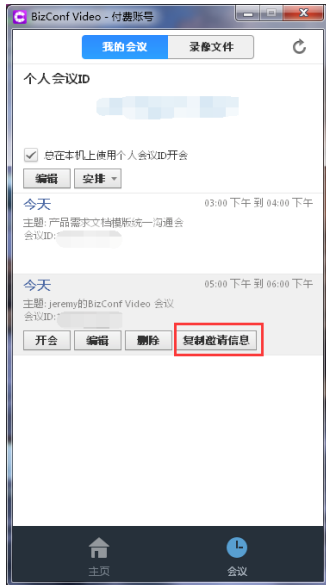 BizConf Video - 付费账号
我的会议 录像文件
个人会议ID
总在本机上使用个人会议ID开会
编辑 安排
今天 03:00 下午 到 04:00 下午
主题: 产品需求文档模版统一沟通会
会议ID:
今天 05:00 下午 到 06:00 下午
主题: jeremy的BizConf Video 会议
会议ID:
开会 编辑 删除 复制邀请信息
主页 会议